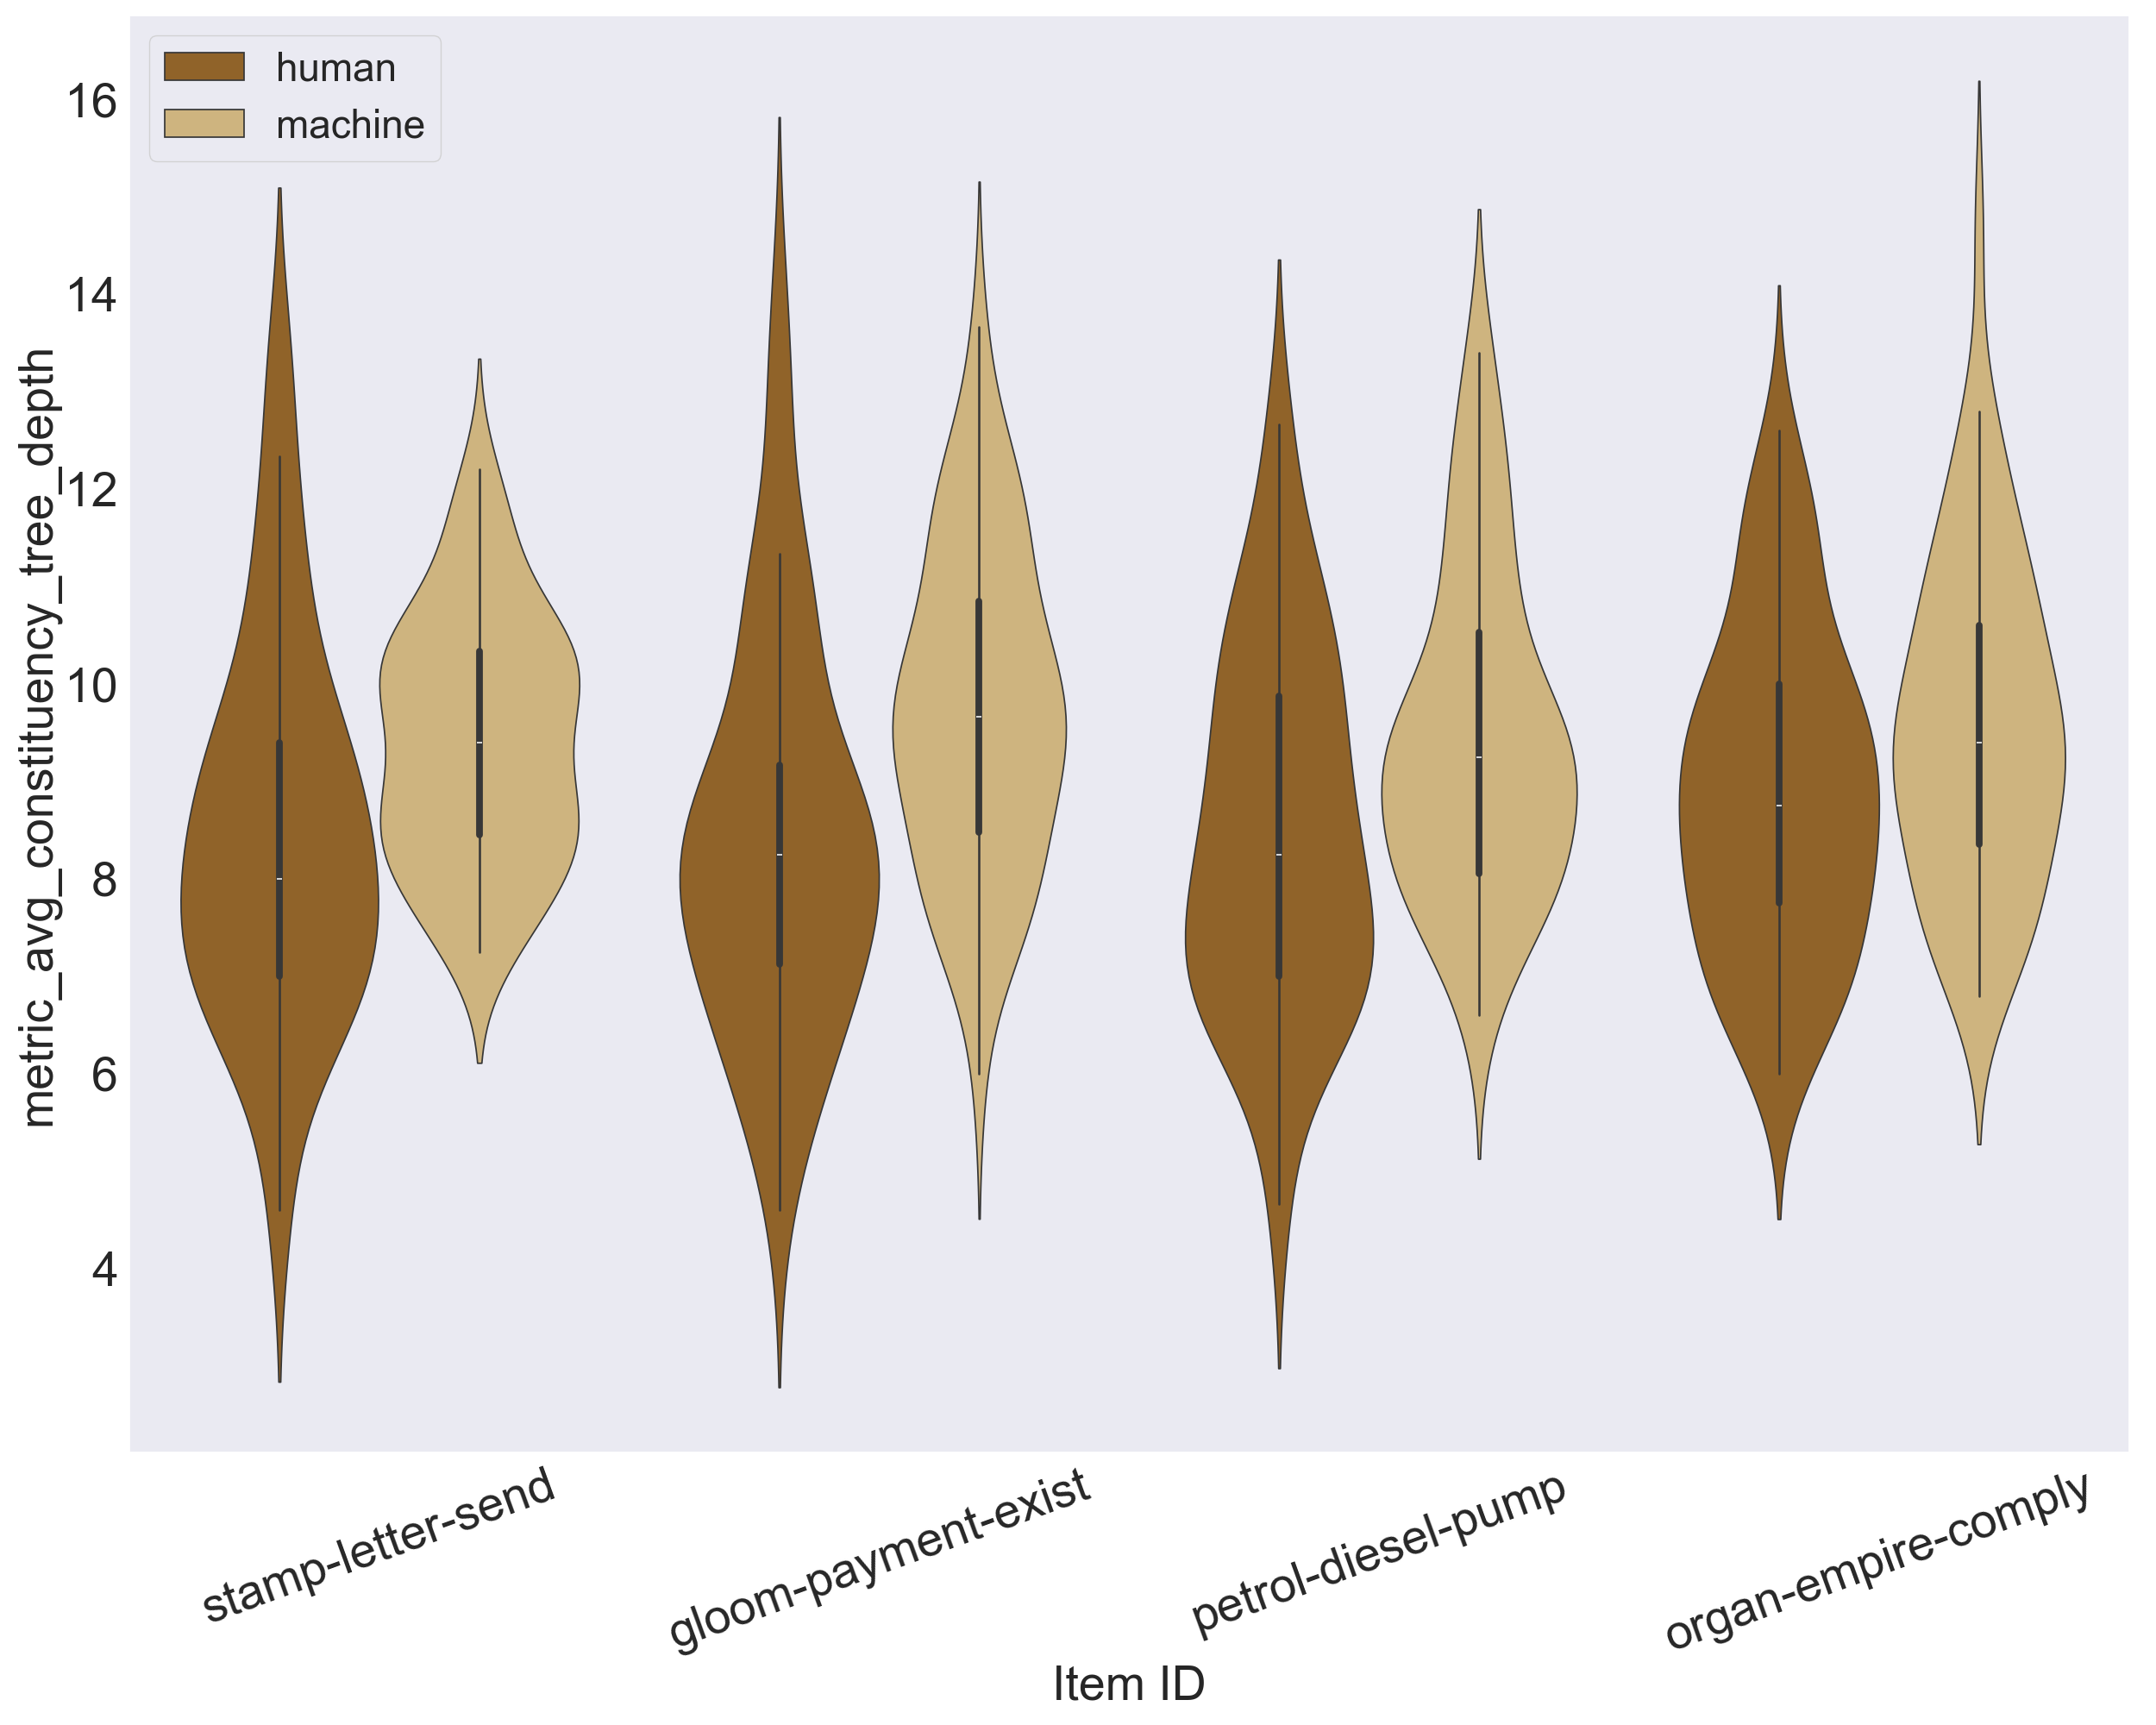 human
machine
metric_avg_constituency_tree_depth
16
14
12
10
8
6
4
stamp-letter-send
gloom-payment-exist
petrol-diesel-pump
organ-empire-comply
Item ID